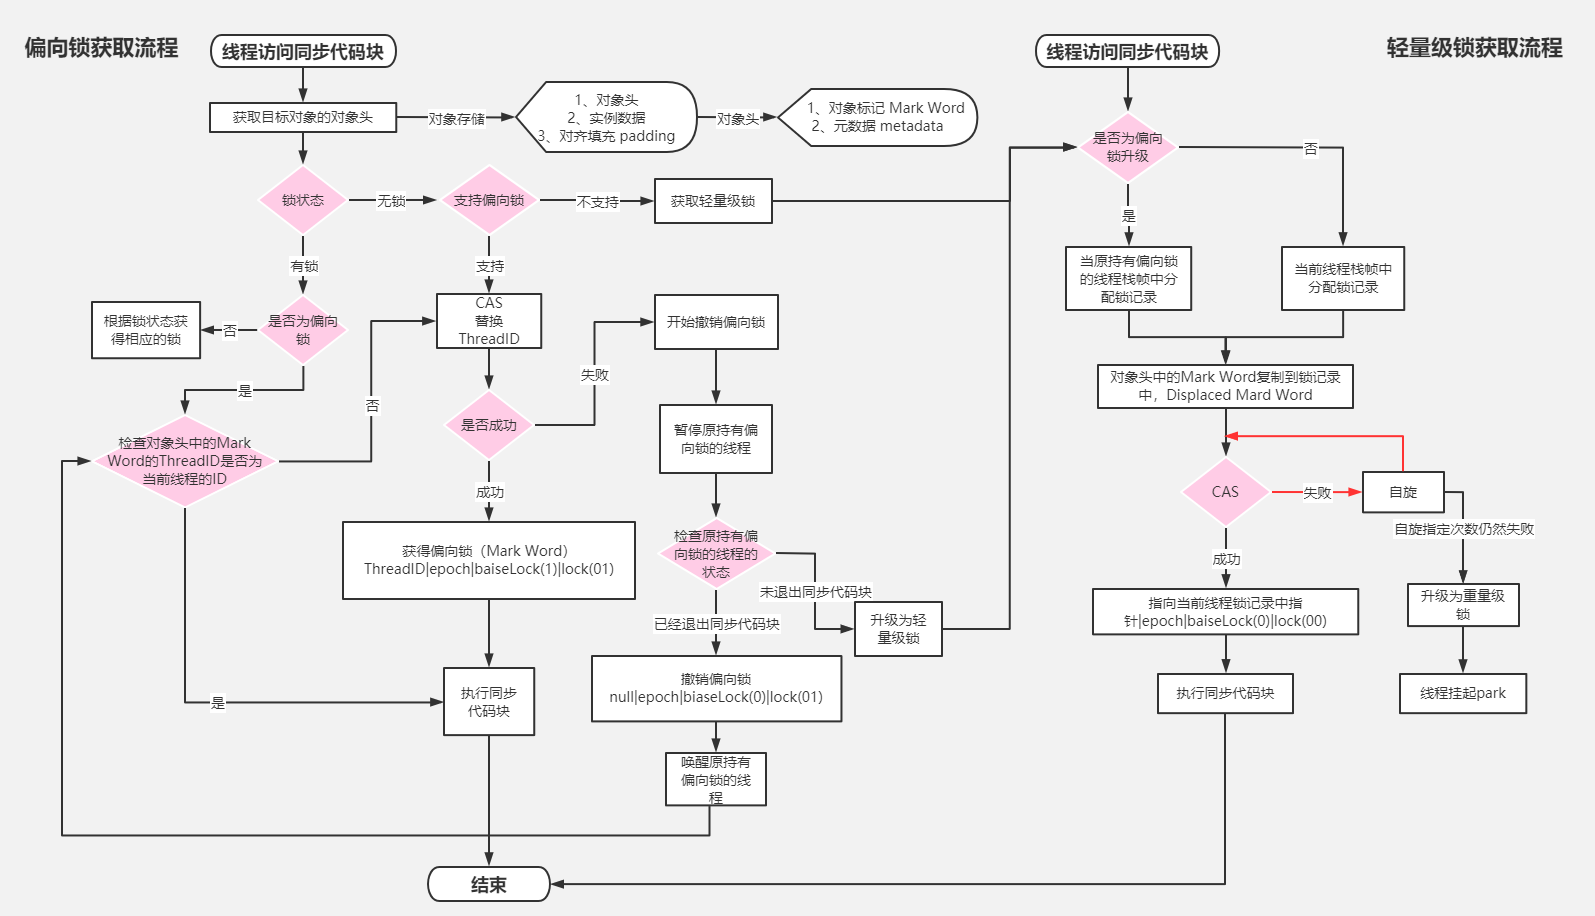 偏向锁获取流程
线程访问同步代码块
获取目标对象的对象头
对象存储
1、对象头
2、实例数据
3、对齐填充 padding
对象头
1、对象标记 Mark Word
2、元数据 metadata
锁状态
无锁
支持偏向锁
不支持
获取轻量级锁
有锁
支持
是否为偏向
锁
否
根据锁状态获
得相应的锁
是
CAS
替换
ThreadID
否
检查对象头中的Mark
Word的ThreadID是否为
当前线程的ID
是否成功
失败
开始撤销偏向锁
暂停原持有偏
向锁的线程
成功
获得偏向锁（Mark Word）
ThreadID|epoch|baiseLock(1)|lock(01)
检查原持有偏
向锁的线程的
状态
未退出同步代码块
升级为轻
量级锁
已经退出同步代码块
撤销偏向锁
null|epoch|biaseLock(0)|lock(01)
是
执行同步
代码块
唤醒原持有
偏向锁的线
程
结束
轻量级锁获取流程
线程访问同步代码块
是否为偏向
锁升级
否
是
当原持有偏向锁
的线程栈帧中分
配锁记录
当前线程栈帧中
分配锁记录
对象头中的Mark Word复制到锁记录
中，Displaced Mard Word
CAS
失败
自旋
自旋指定次数仍然失败
成功
指向当前线程锁记录中指
针|epoch|baiseLock(0)|lock(00)
升级为重量级
锁
执行同步代码块
线程挂起park